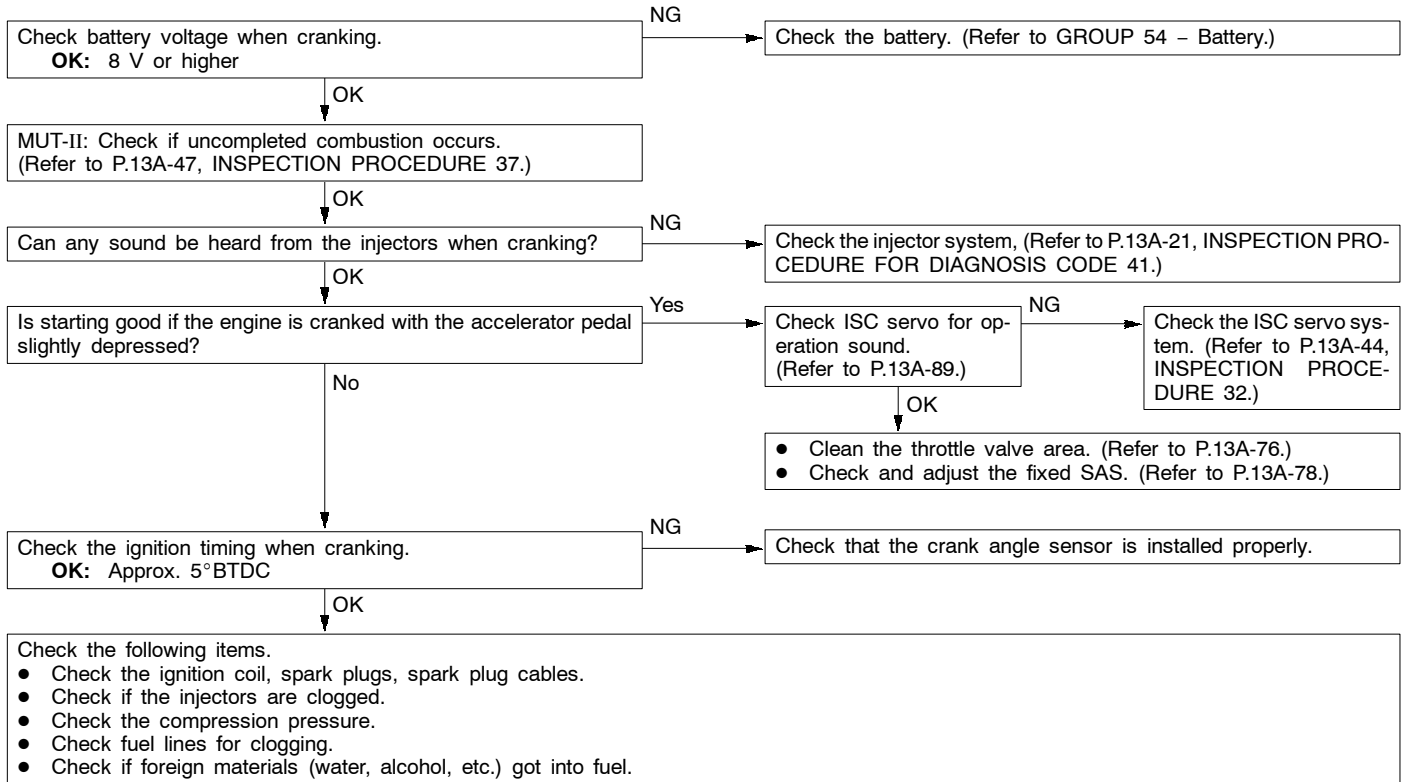 NG
Check battery voltage when cranking.
OK: 8 V or higher
Check the battery. (Refer to GROUP 54 – Battery.)
OK
MUT-II: Check if uncompleted combustion occurs.
(Refer to P.13A-47, INSPECTION PROCEDURE 37.)
OK
NG
Can any sound be heard from the injectors when cranking?
Check the injector system, (Refer to P.13A-21, INSPECTION PRO-
CEDURE FOR DIAGNOSIS CODE 41.)
OK
Yes
Is starting good if the engine is cranked with the accelerator pedal
slightly depressed?
Check ISC servo for op-
eration sound.
(Refer to P.13A-89.)
NG
Check the ISC servo sys-
tem. (Refer to P.13A-44,
INSPECTION PROCE-
DURE 32.)
No
OK
● Clean the throttle valve area. (Refer to P.13A-76.)
● Check and adjust the fixed SAS. (Refer to P.13A-78.)
NG
Check the ignition timing when cranking.
OK: Approx. 5°BTDC
Check that the crank angle sensor is installed properly.
OK
Check the following items.
● Check the ignition coil, spark plugs, spark plug cables.
● Check if the injectors are clogged.
● Check the compression pressure.
● Check fuel lines for clogging.
● Check if foreign materials (water, alcohol, etc.) got into fuel.